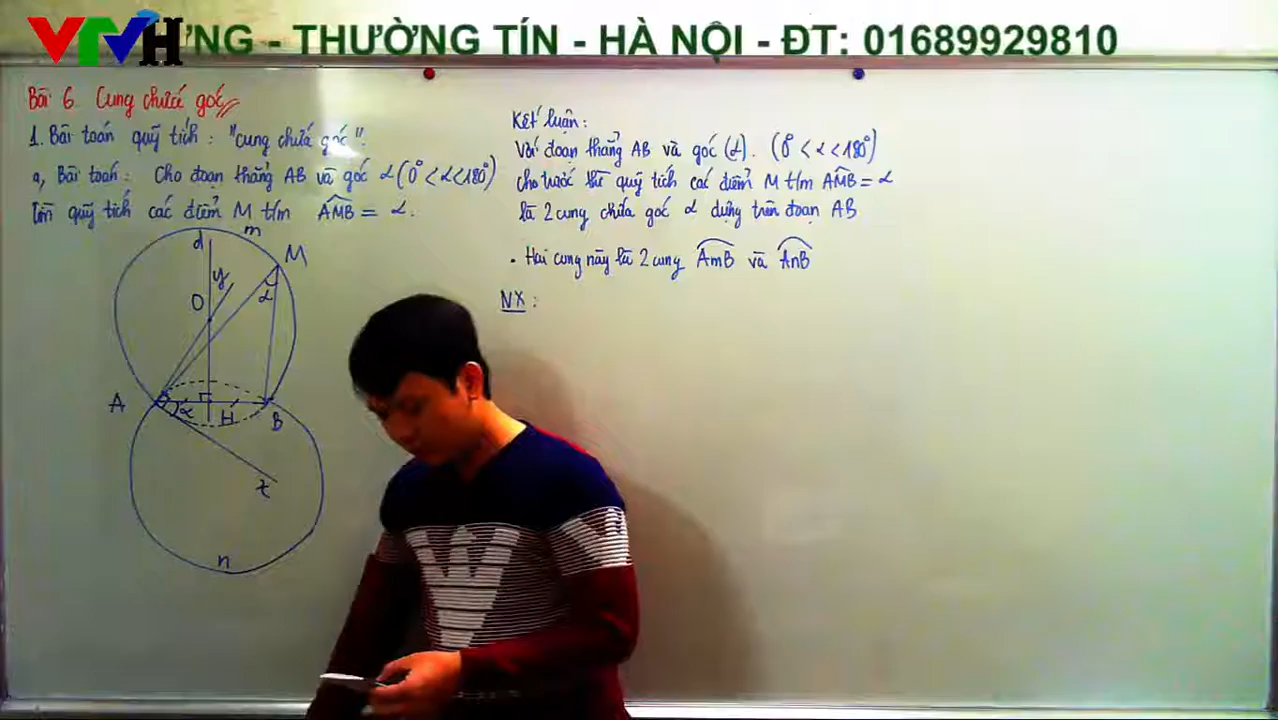 VTVH
ỪNG - THƯỜNG TÍN - HÀ NỘI - ĐT: 01689929810
Bài 6. Cung chứa góc
1. Bài toán quỹ tích: "cung chứa góc".
a, Bài toán: Cho đoạn thẳng AB và góc α (0° < α < 180°)
Tìm quỹ tích các điểm M t/m AMB = α.
Kết luận:
Với đoạn thẳng AB và góc (α). (0° < α < 180°)
cho trước thì quỹ tích các điểm M t/m AMB = α
là 2 cung chứa góc α dựng trên đoạn AB
. Hai cung này là 2 cung AmB và AnB
NX:
d
m
M
y
α
O
A
α
H
B
n